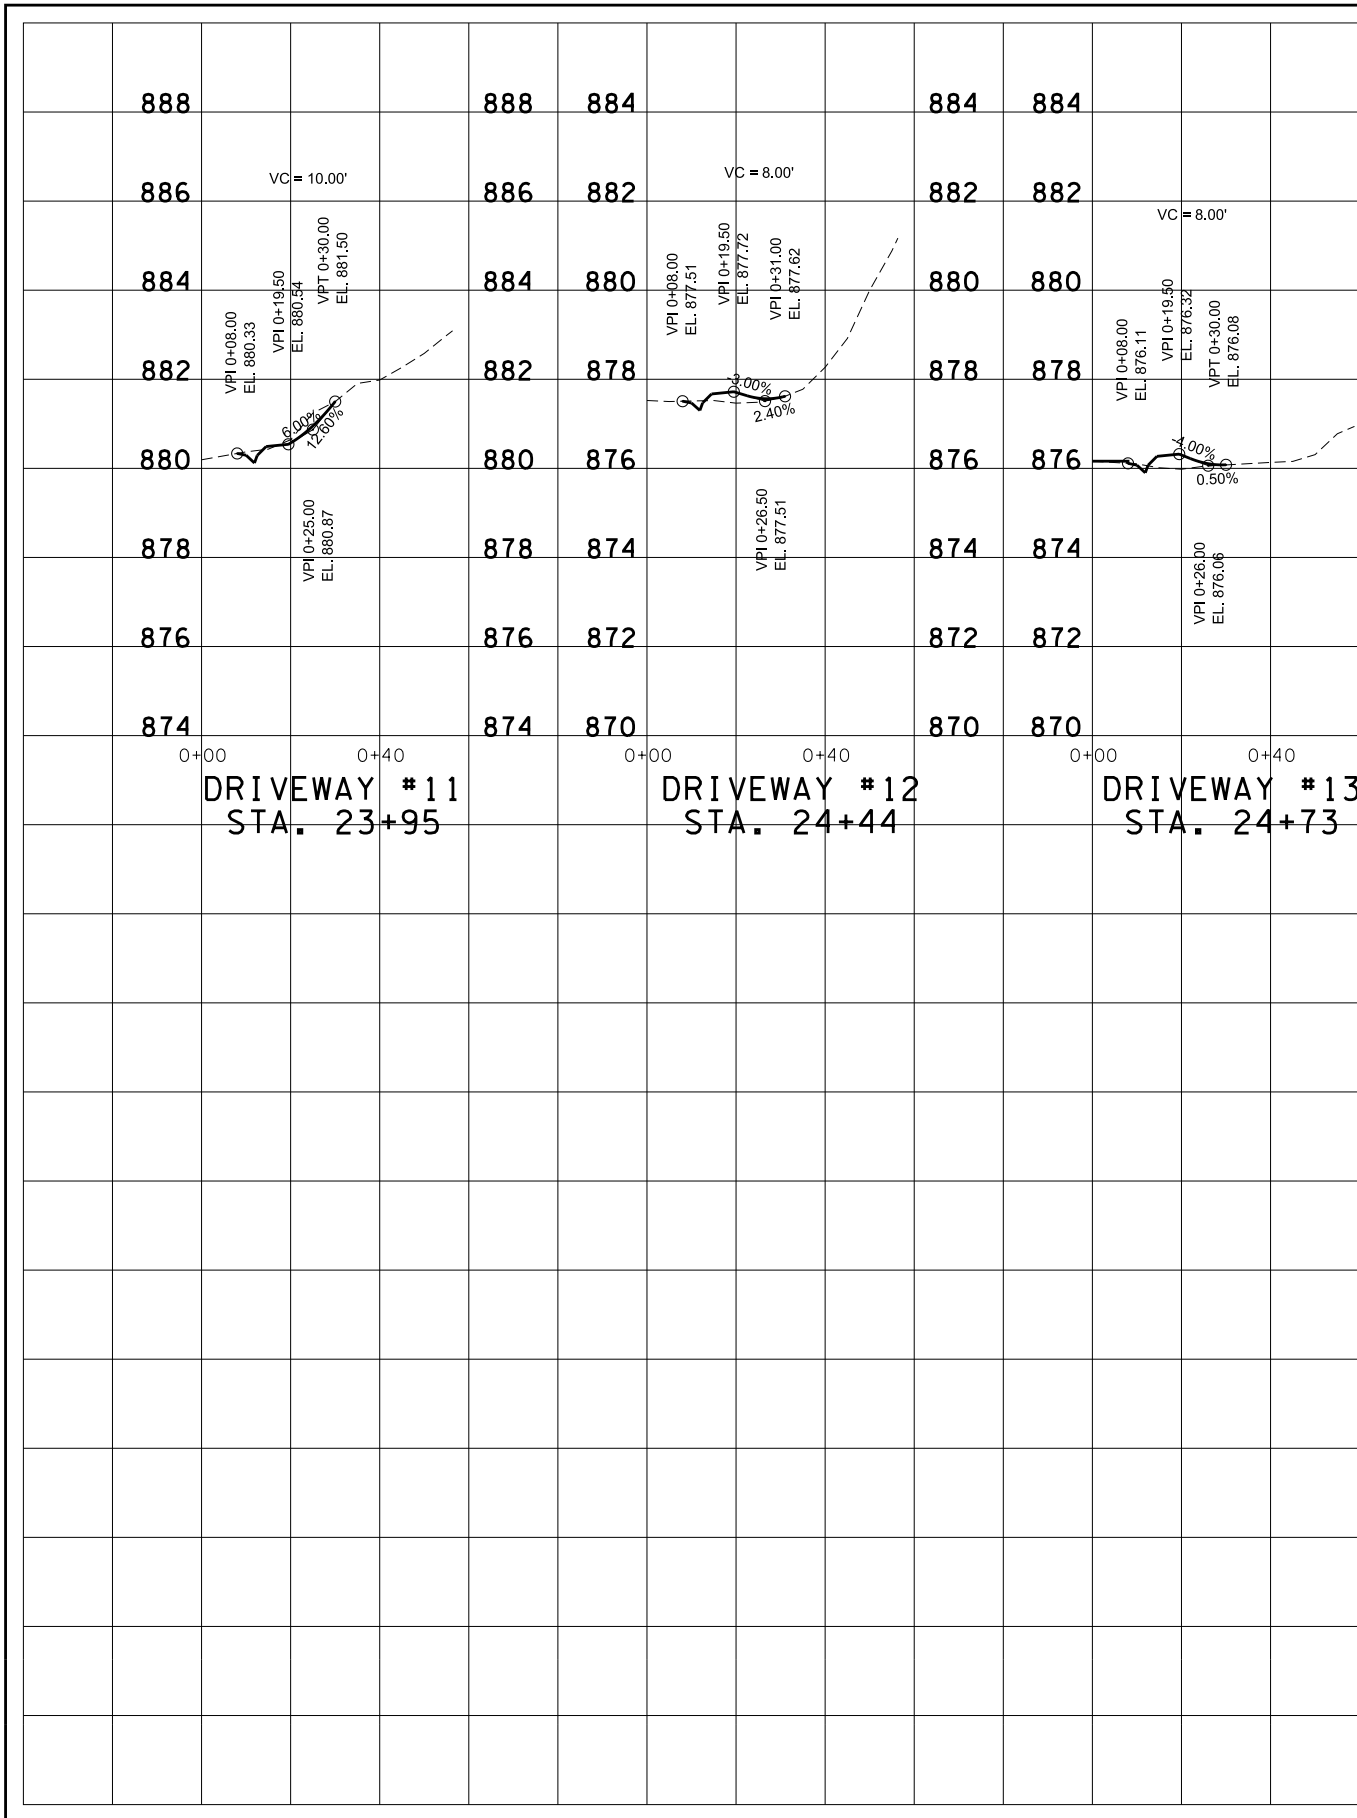 888
888
884
884
884
VC = 10.00'
VC = 8.00'
886
886
882
882
882
VC = 8.00'
VPI 0+08.00
EL. 880.33
VPI 0+19.50
EL. 880.54
VPT 0+30.00
EL. 881.50
VPI 0+08.00
EL. 877.51
VPI 0+19.50
EL. 877.72
VPI 0+31.00
EL. 877.62
VPI 0+08.00
EL. 876.11
VPI 0+19.50
EL. 876.32
VPT 0+30.00
EL. 876.08
884
884
880
880
880
882
882
878
878
878
6.00%
12.60%
-3.00%
2.40%
-4.00%
0.50%
880
880
876
876
876
VPI 0+25.00
EL. 880.87
VPI 0+26.50
EL. 877.51
VPI 0+26.00
EL. 876.06
878
878
874
874
874
876
876
872
872
872
874
874
870
870
870
0+00
0+40
0+00
0+40
0+00
0+40
DRIVEWAY #11
STA. 23+95
DRIVEWAY #12
STA. 24+44
DRIVEWAY #13
STA. 24+73